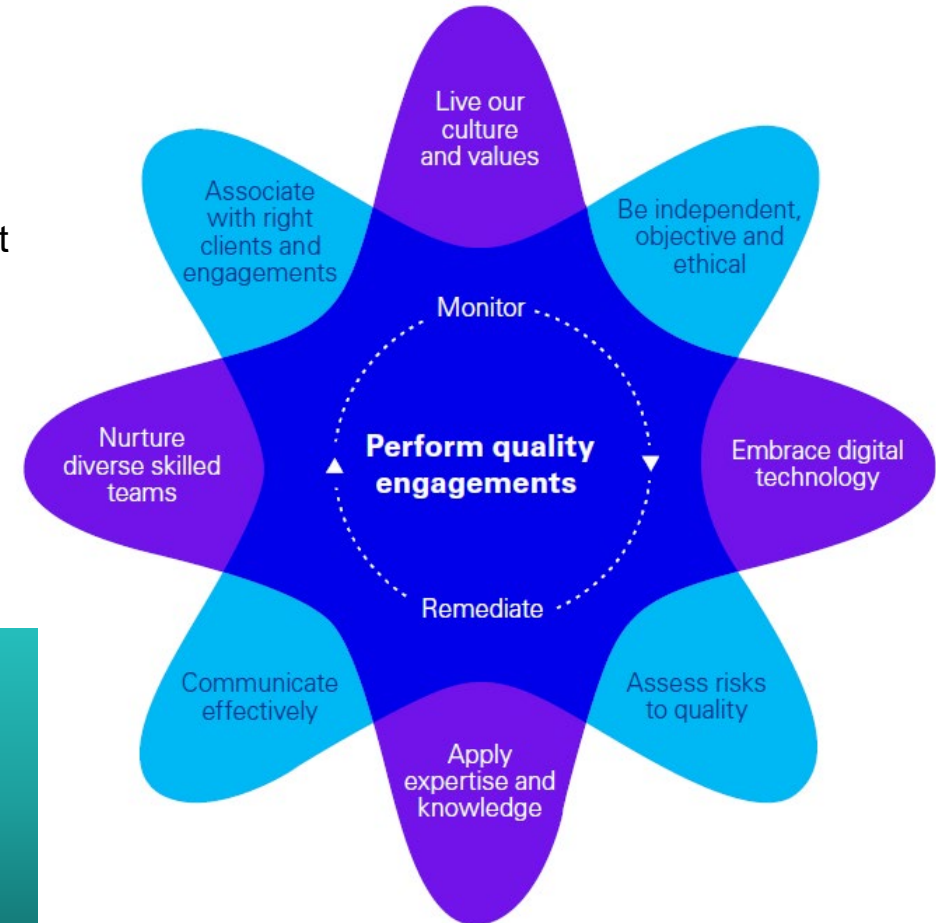 Live our
culture
and values
Associate
with right
clients and
engagements
Be independent,
objective and
ethical
t
Monitor
Nurture
diverse skilled
teams
Perform quality
engagements
Embrace digital
technology
Remediate
Communicate
effectively
Assess risks
to quality
Apply
expertise and
knowledge